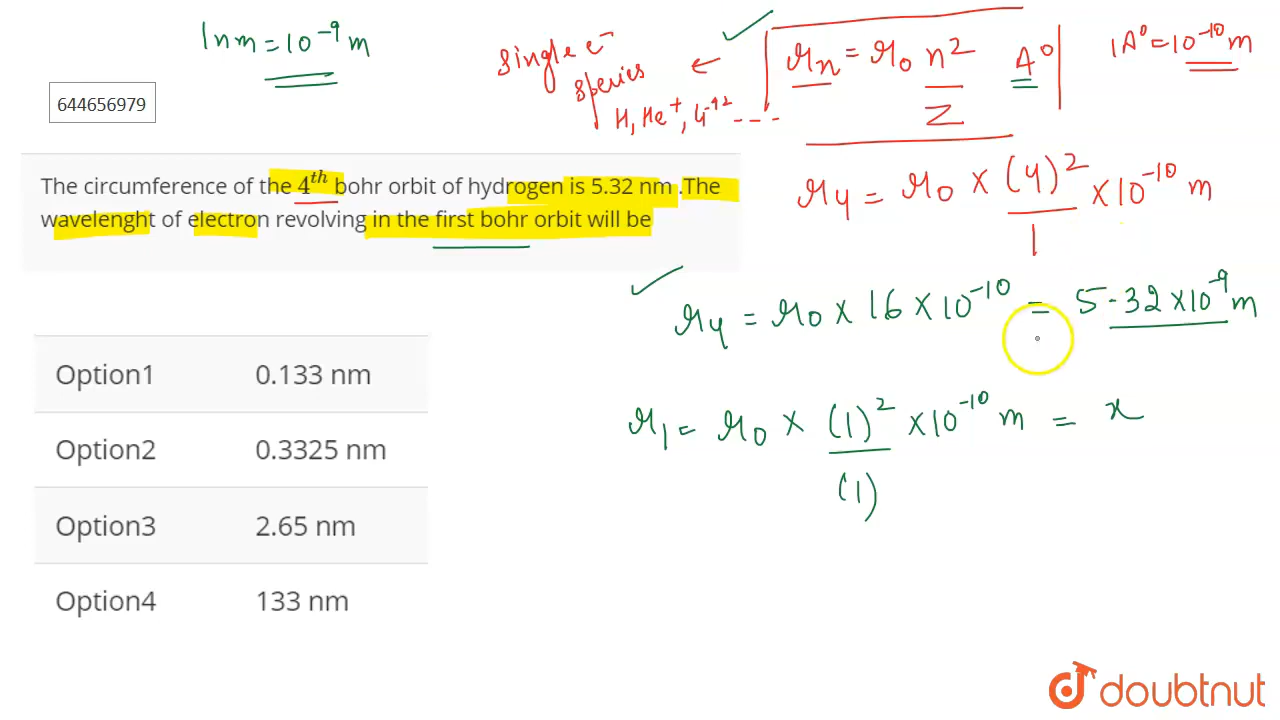 1nm = 10⁻⁹ m
644656979
Single e⁻ species ←
H, He⁺, Li⁺² ----
rₙ = r₀ n²/Z A⁰
1A⁰ = 10⁻¹⁰ m
The circumference of the 4ᵗʰ bohr orbit of hydrogen is 5.32 nm .The
wavelenght of electron revolving in the first bohr orbit will be
r₄ = r₀ × (4)²/1 × 10⁻¹⁰ m
r₄ = r₀ × 16 × 10⁻¹⁰ = 5.32 × 10⁻⁹ m
r₁ = r₀ × (1)²/(1) × 10⁻¹⁰ m = x
Option1 0.133 nm
Option2 0.3325 nm
Option3 2.65 nm
Option4 133 nm
doubtnut